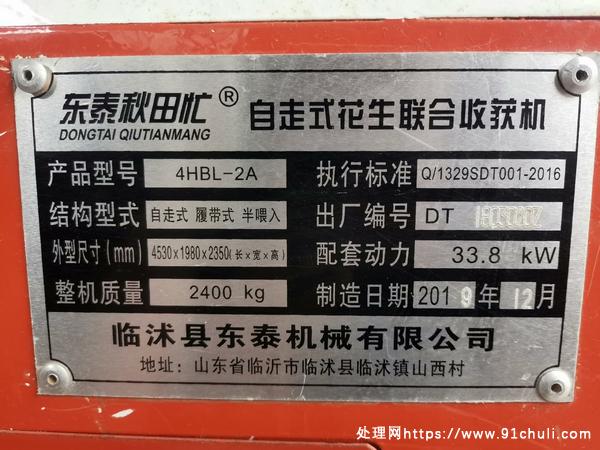 东泰秋田忙® 自走式花生联合收获机
DONGTAI QIUTIANMANG
产品型号 4HBL-2A 执行标准 Q/1329SDT001-2016
结构型式 自走式 履带式 半喂入 出厂编号 DT
外型尺寸(mm) 4530×1980×2350(长×宽×高) 配套动力 33.8 kW
整机质量 2400 kg 制造日期 2019年12月
临沭县东泰机械有限公司
地址: 山东省临沂市临沭县临沭镇山西村
处理网https://www.91chuli.com/